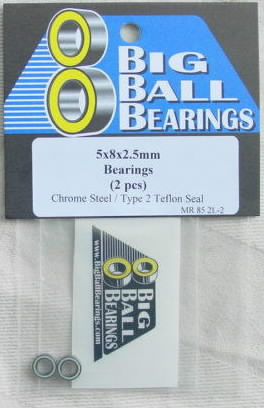 BIG
BALL
BEARINGS
5x8x2.5mm
Bearings
(2 pcs)
Chrome Steel / Type 2 Teflon Seal
MR 85 2L-2
BIG
BALL
BEARINGS
www.BigBallBearings.com